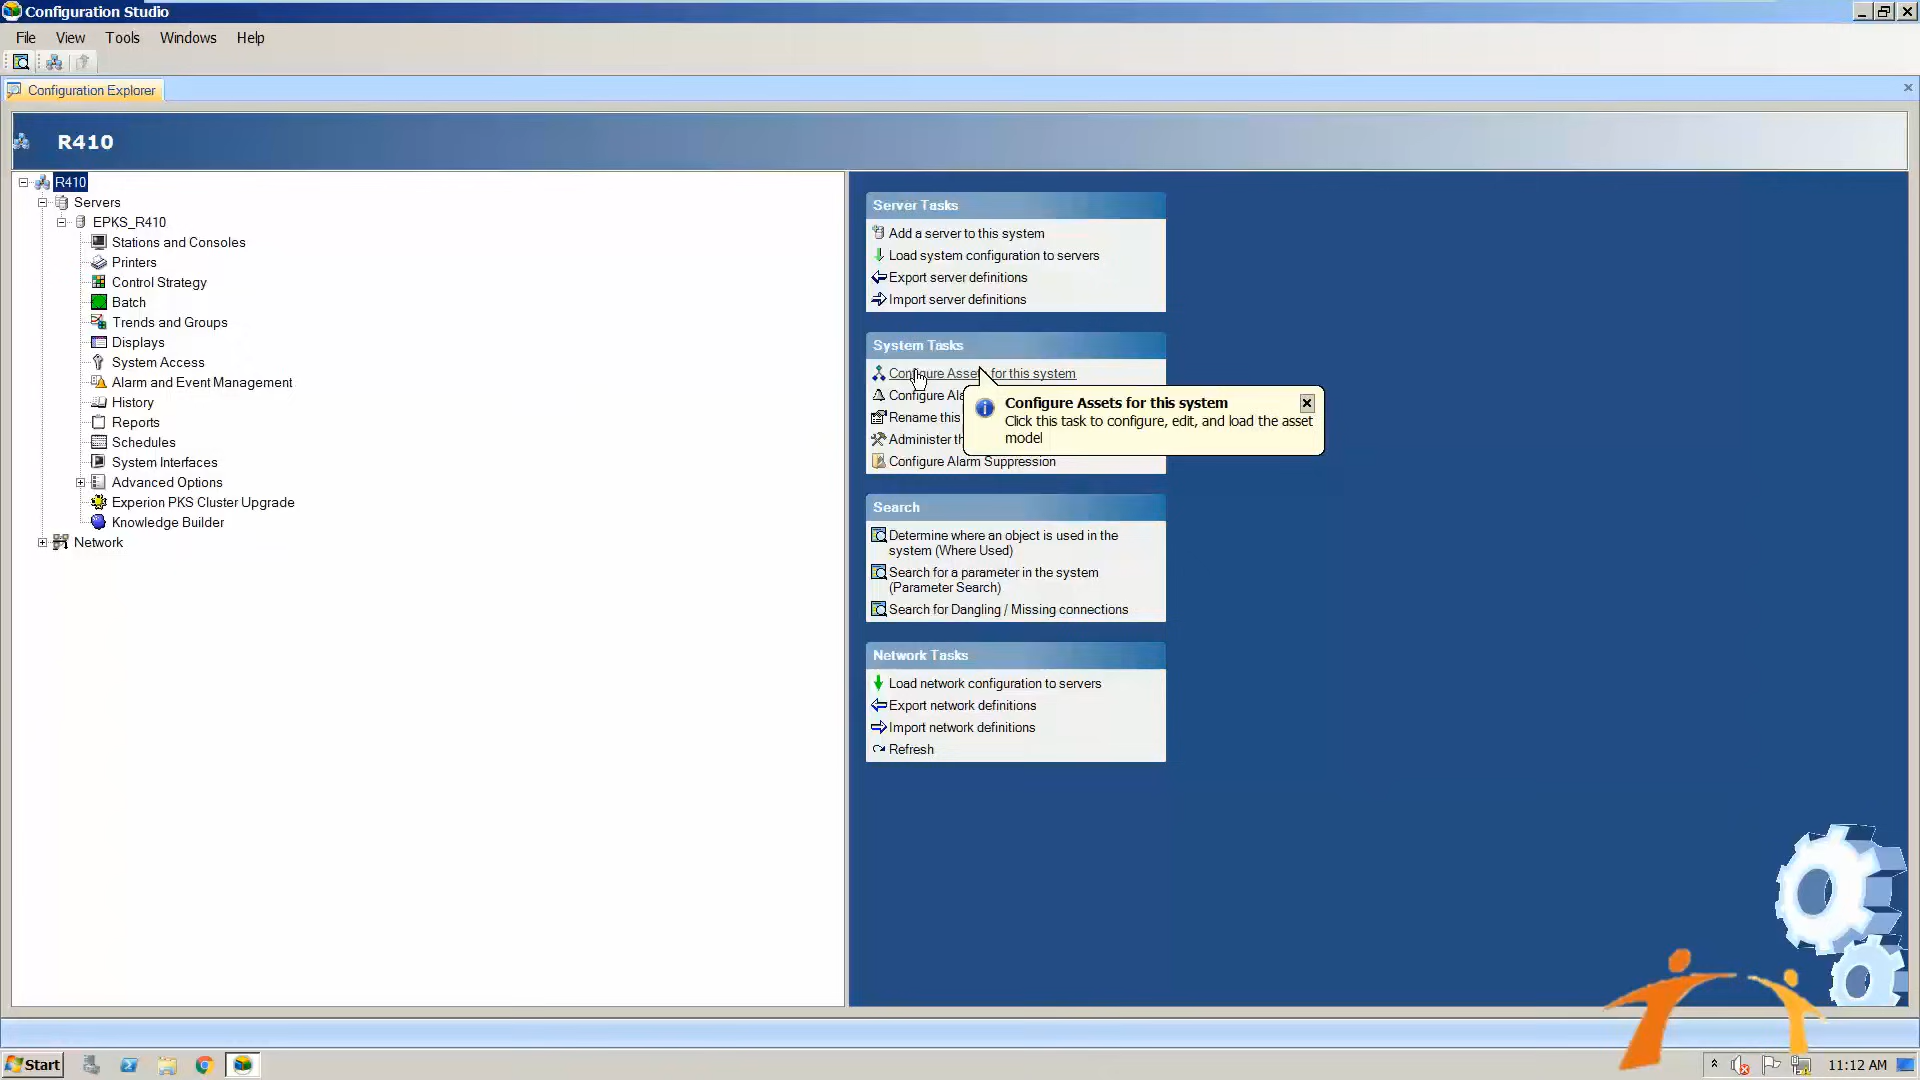 Configuration Studio
File View Tools Windows Help
Configuration Explorer
R410
R410
Servers
EPKS_R410
Stations and Consoles
Printers
Control Strategy
Batch
Trends and Groups
Displays
System Access
Alarm and Event Management
History
Reports
Schedules
System Interfaces
Advanced Options
Experion PKS Cluster Upgrade
Knowledge Builder
Network
Server Tasks
Add a server to this system
Load system configuration to servers
Export server definitions
Import server definitions
System Tasks
Configure Assets for this system
Configure Ala
Rename this
Administer th
Configure Alarm Suppression
Configure Assets for this system
Click this task to configure, edit, and load the asset
model
Search
Determine where an object is used in the
system (Where Used)
Search for a parameter in the system
(Parameter Search)
Search for Dangling / Missing connections
Network Tasks
Load network configuration to servers
Export network definitions
Import network definitions
Refresh
Start
11:12 AM